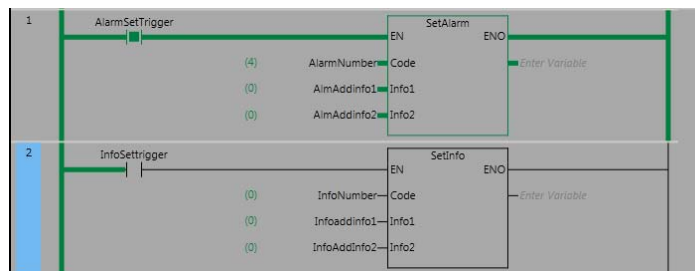 1 AlarmSetTrigger SetAlarm
EN ENO
(4) AlarmNumber Code Enter Variable
(0) AlmAddinfo1 Info1
(0) AlmAddinfo2 Info2
2 InfoSettrigger SetInfo
EN ENO
(0) InfoNumber Code Enter Variable
(0) Infoaddinfo1 Info1
(0) InfoAddInfo2 Info2